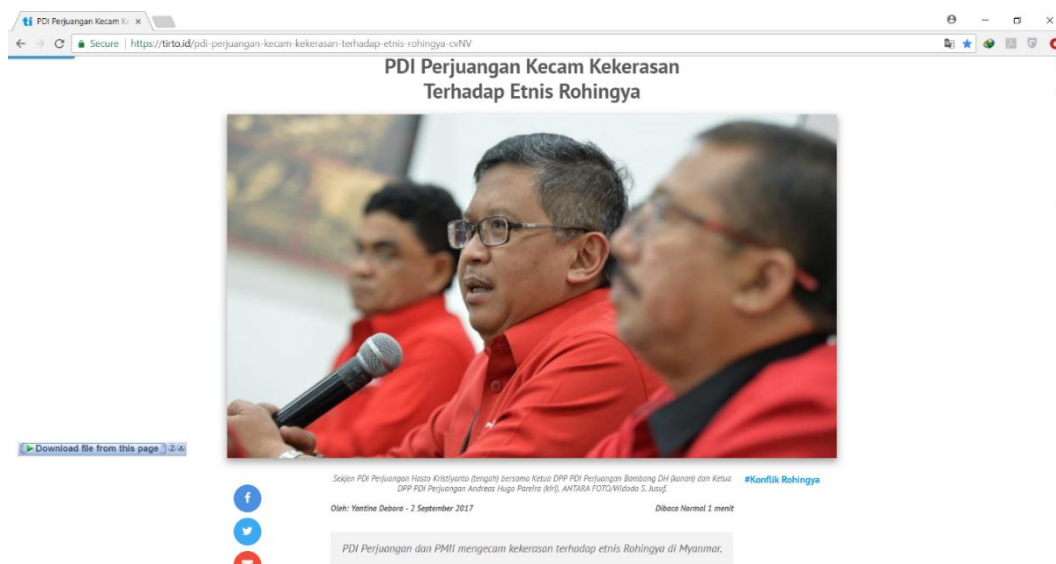 PDI Perjuangan Kecam Ke
Secure | https://tirto.id/pdi-perjuangan-kecam-kekerasan-terhadap-etnis-rohingya-cvNV
PDI Perjuangan Kecam Kekerasan
Terhadap Etnis Rohingya
Download file from this page
Sekjen PDI Perjuangan Hasto Kristiyanto (tengah) bersama Ketua DPP PDI Perjuangan Bambang DH (kanan) dan Ketua
DPP PDI Perjuangan Andreas Hugo Pareira (kiri). ANTARA FOTO/Widodo S. Jusuf.
#Konflik Rohingya
Oleh: Yantina Debora - 2 September 2017
Dibaca Normal 1 menit
PDI Perjuangan dan PMII mengecam kekerasan terhadap etnis Rohingya di Myanmar.